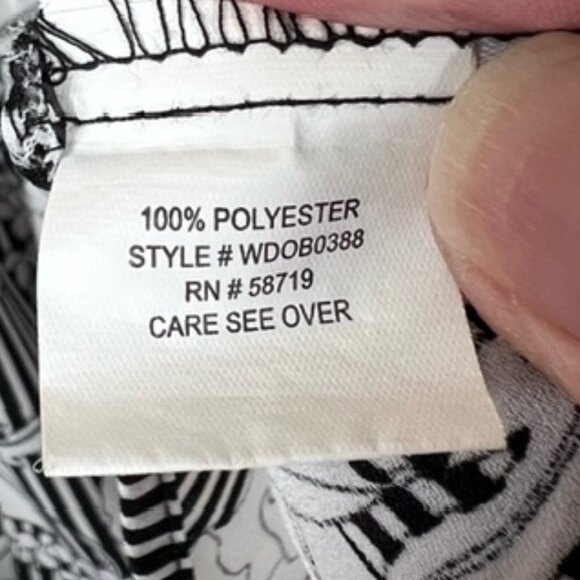 100% POLYESTER
STYLE # WDOB0388
RN # 58719
CARE SEE OVER